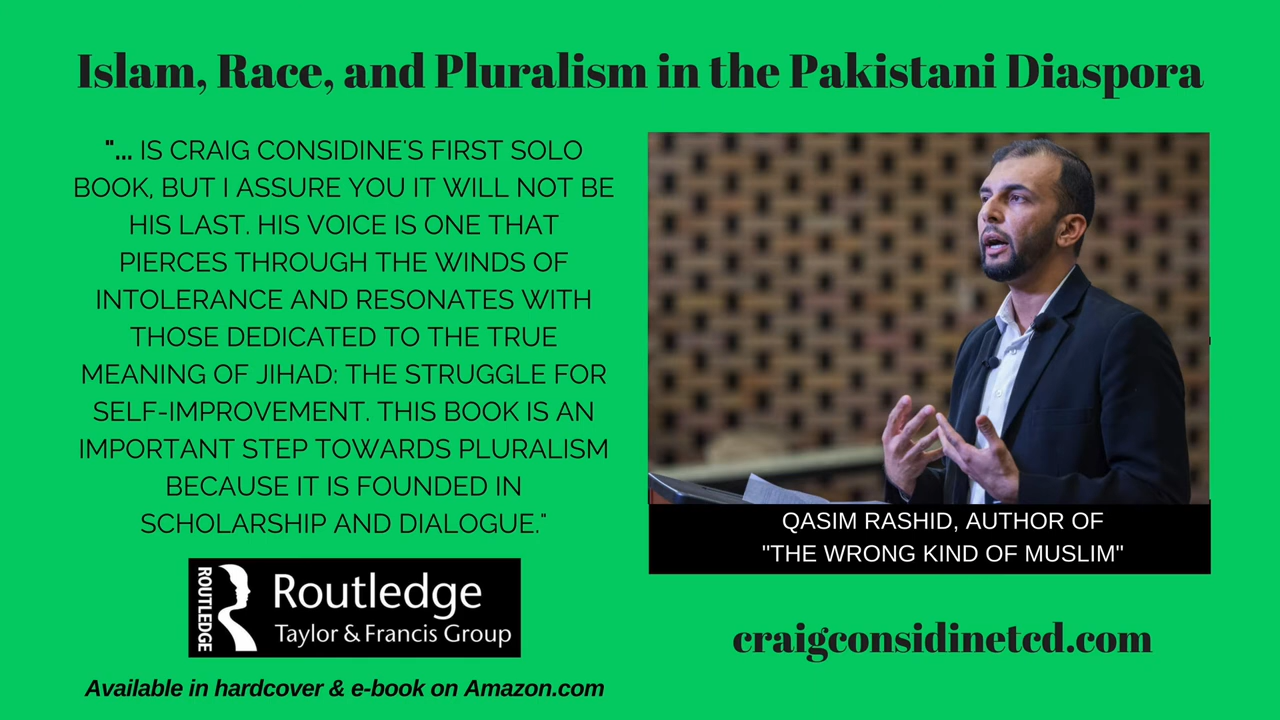 Islam, Race, and Pluralism in the Pakistani Diaspora
"... IS CRAIG CONSIDINE'S FIRST SOLO
BOOK, BUT I ASSURE YOU IT WILL NOT BE
HIS LAST. HIS VOICE IS ONE THAT
PIERCES THROUGH THE WINDS OF
INTOLERANCE AND RESONATES WITH
THOSE DEDICATED TO THE TRUE
MEANING OF JIHAD: THE STRUGGLE FOR
SELF-IMPROVEMENT. THIS BOOK IS AN
IMPORTANT STEP TOWARDS PLURALISM
BECAUSE IT IS FOUNDED IN
SCHOLARSHIP AND DIALOGUE."
QASIM RASHID, AUTHOR OF
"THE WRONG KIND OF MUSLIM"
ROUTLEDGE
Routledge
Taylor & Francis Group
craigconsidinetcd.com
Available in hardcover & e-book on Amazon.com